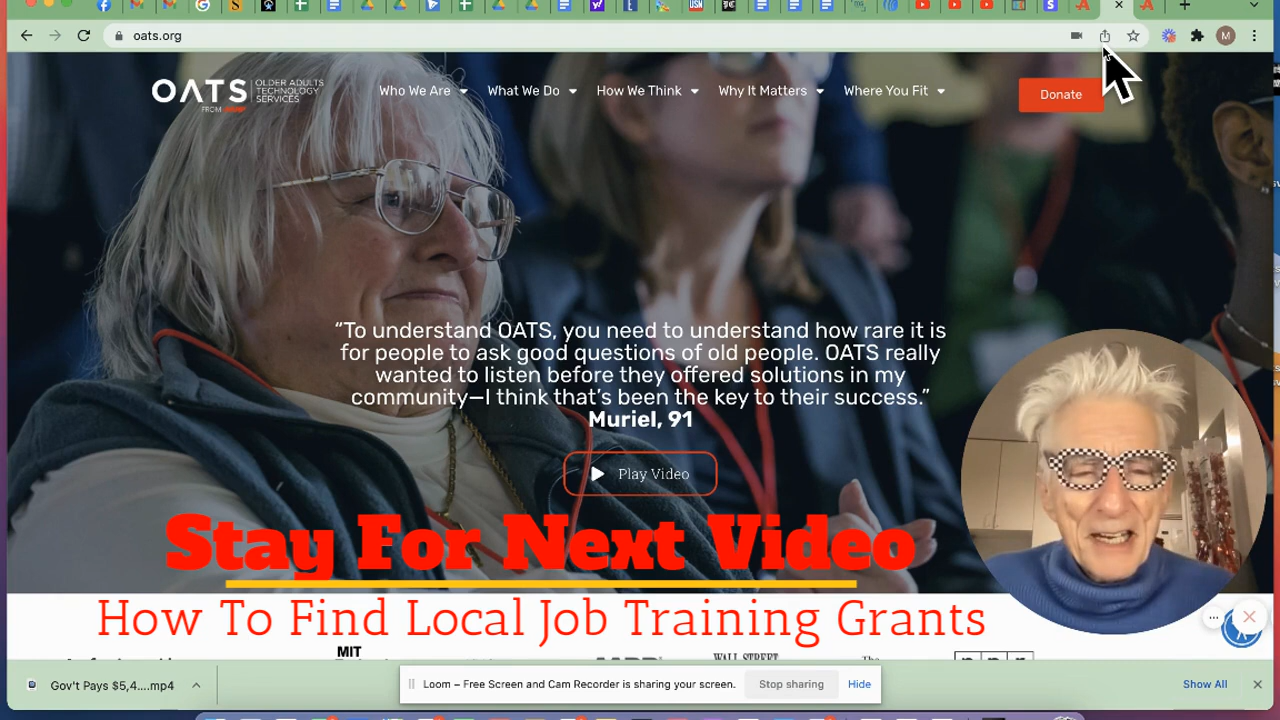 oats.org
M
OATS
OLDER ADULTS
TECHNOLOGY
SERVICES
FROM
Who We Are
What We Do
How We Think
Why It Matters
Where You Fit
Donate
“To understand OATS, you need to understand how rare it is
for people to ask good questions of old people. OATS really
wanted to listen before they offered solutions in my
community—I think that’s been the key to their success.”
Muriel, 91
Play Video
Stay For Next Video
How To Find Local Job Training Grants
MIT
WALL STREET
The
Gov't Pays $5,4....mp4
Loom – Free Screen and Cam Recorder is sharing your screen.
Stop sharing
Hide
Show All